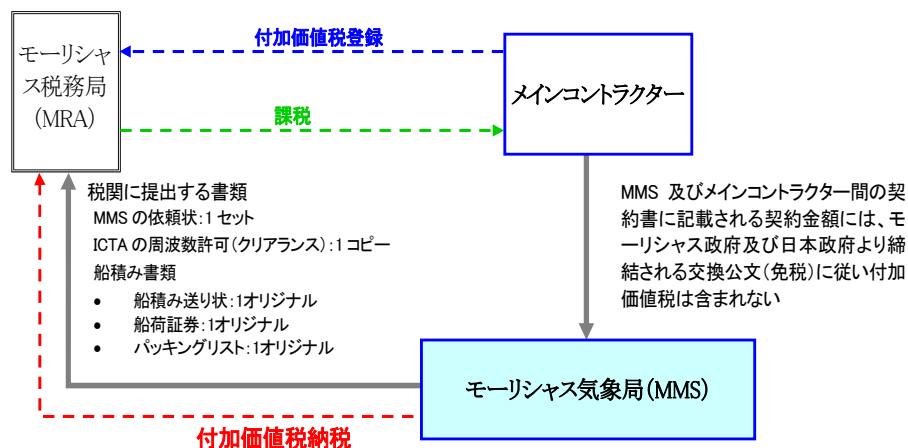 付加価値税登録
モーリシャ
ス税務局
(MRA)
メインコントラクター
課税
税関に提出する書類
MMS の依頼状:1 セット
ICTA の周波数許可(クリアランス):1 コピー
船積み書類
• 船積み送り状:1オリジナル
• 船荷証券:1オリジナル
• パッキングリスト:1オリジナル
MMS 及びメインコントラクター間の契
約書に記載される契約金額には、モ
ーリシャス政府及び日本政府より締
結される交換公文(免税)に従い付加
価値税は含まれない
モーリシャス気象局(MMS)
付加価値税納税